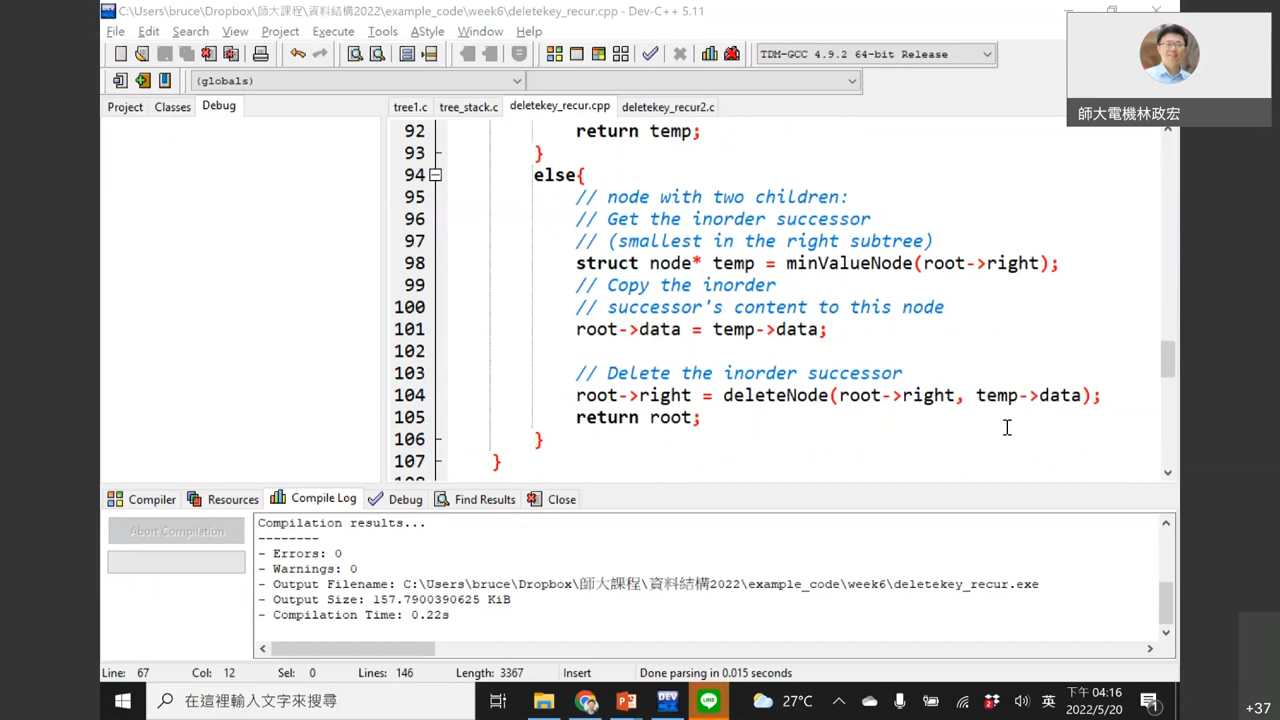 C:\Users\bruce\Dropbox\師大課程\資料結構2022\example_code\week6\deletekey_recur.cpp - Dev-C++ 5.11
File Edit Search View Project Execute Tools AStyle Window Help
TDM-GCC 4.9.2 64-bit Release
(globals)
師大電機林政宏
Project Classes Debug
tree1.c tree_stack.c deletekey_recur.cpp deletekey_recur2.c
92 return temp;
93 }
94 else{
95 // node with two children:
96 // Get the inorder successor
97 // (smallest in the right subtree)
98 struct node* temp = minValueNode(root->right);
99 // Copy the inorder
100 // successor's content to this node
101 root->data = temp->data;
102
103 // Delete the inorder successor
104 root->right = deleteNode(root->right, temp->data);
105 return root;
106 }
107 }
Compiler Resources Compile Log Debug Find Results Close
Abort Compilation
Compilation results...
--------
- Errors: 0
- Warnings: 0
- Output Filename: C:\Users\bruce\Dropbox\師大課程\資料結構2022\example_code\week6\deletekey_recur.exe
- Output Size: 157.7900390625 KiB
- Compilation Time: 0.22s
Line: 67 Col: 12 Sel: 0 Lines: 146 Length: 3367 Insert Done parsing in 0.015 seconds
在這裡輸入文字來搜尋
DEV
LINE
27°C
英
下午 04:16
2022/5/20
1
+37